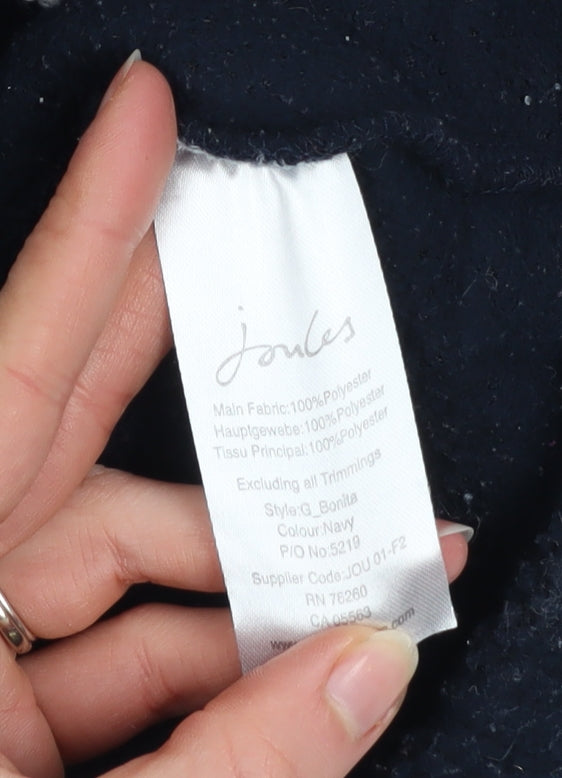 Joules
Main Fabric:100%Polyester
Hauptgewebe:100%Polyester
Tissu Principal:100%Polyester
Excluding all Trimmings
Style:G_Bonita
Colour:Navy
P/O No:5219
Supplier Code:JOU 01-F2
RN 78260
CA 05563